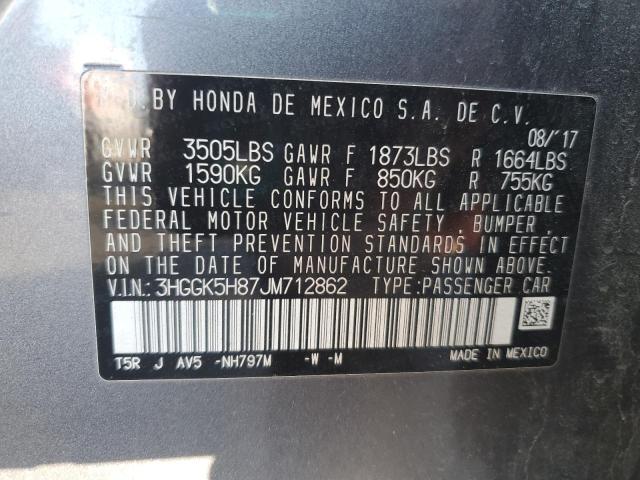 BY HONDA DE MEXICO S.A. DE C.V.
08/'17
GVWR 3505LBS GAWR F 1873LBS R 1664LBS
GVWR 1590KG GAWR F 850KG R 755KG
THIS VEHICLE CONFORMS TO ALL APPLICABLE
FEDERAL MOTOR VEHICLE SAFETY , BUMPER ,
AND THEFT PREVENTION STANDARDS IN EFFECT
ON THE DATE OF MANUFACTURE SHOWN ABOVE.
V.I.N.: 3HGGK5H87JM712862 TYPE:PASSENGER CAR
T5R J AV5 -NH797M -W -M MADE IN MEXICO